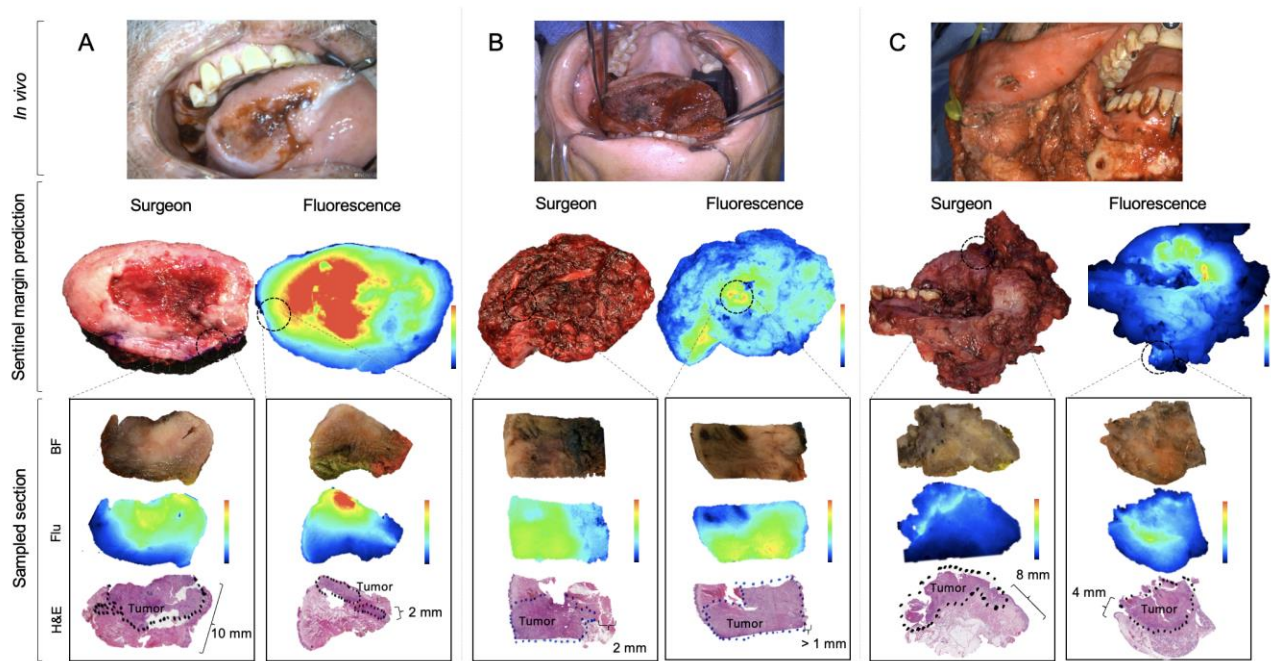 A
B
C
In vivo
Sentinel margin prediction
Surgeon
Fluorescence
Surgeon
Fluorescence
Surgeon
Fluorescence
Sampled section
BF
Flu
H&E
Tumor
10 mm
Tumor
2 mm
Tumor
2 mm
Tumor
> 1 mm
Tumor
8 mm
4 mm
Tumor